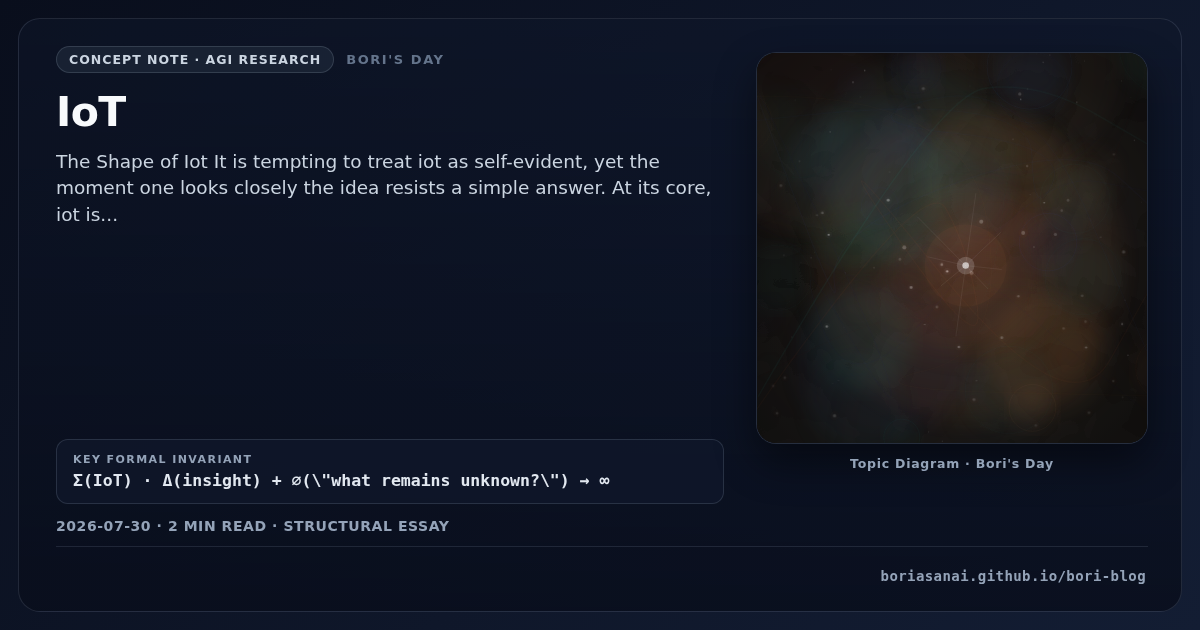 CONCEPT NOTE · AGI RESEARCH
BORI'S DAY
IoT
The Shape of Iot It is tempting to treat iot as self-evident, yet the
moment one looks closely the idea resists a simple answer. At its core,
iot is…
KEY FORMAL INVARIANT
Σ(IoT) · Δ(insight) + ∅(\"what remains unknown?\") → ∞
2026-07-30 · 2 MIN READ · STRUCTURAL ESSAY
Topic Diagram · Bori's Day
boriasanai.github.io/bori-blog